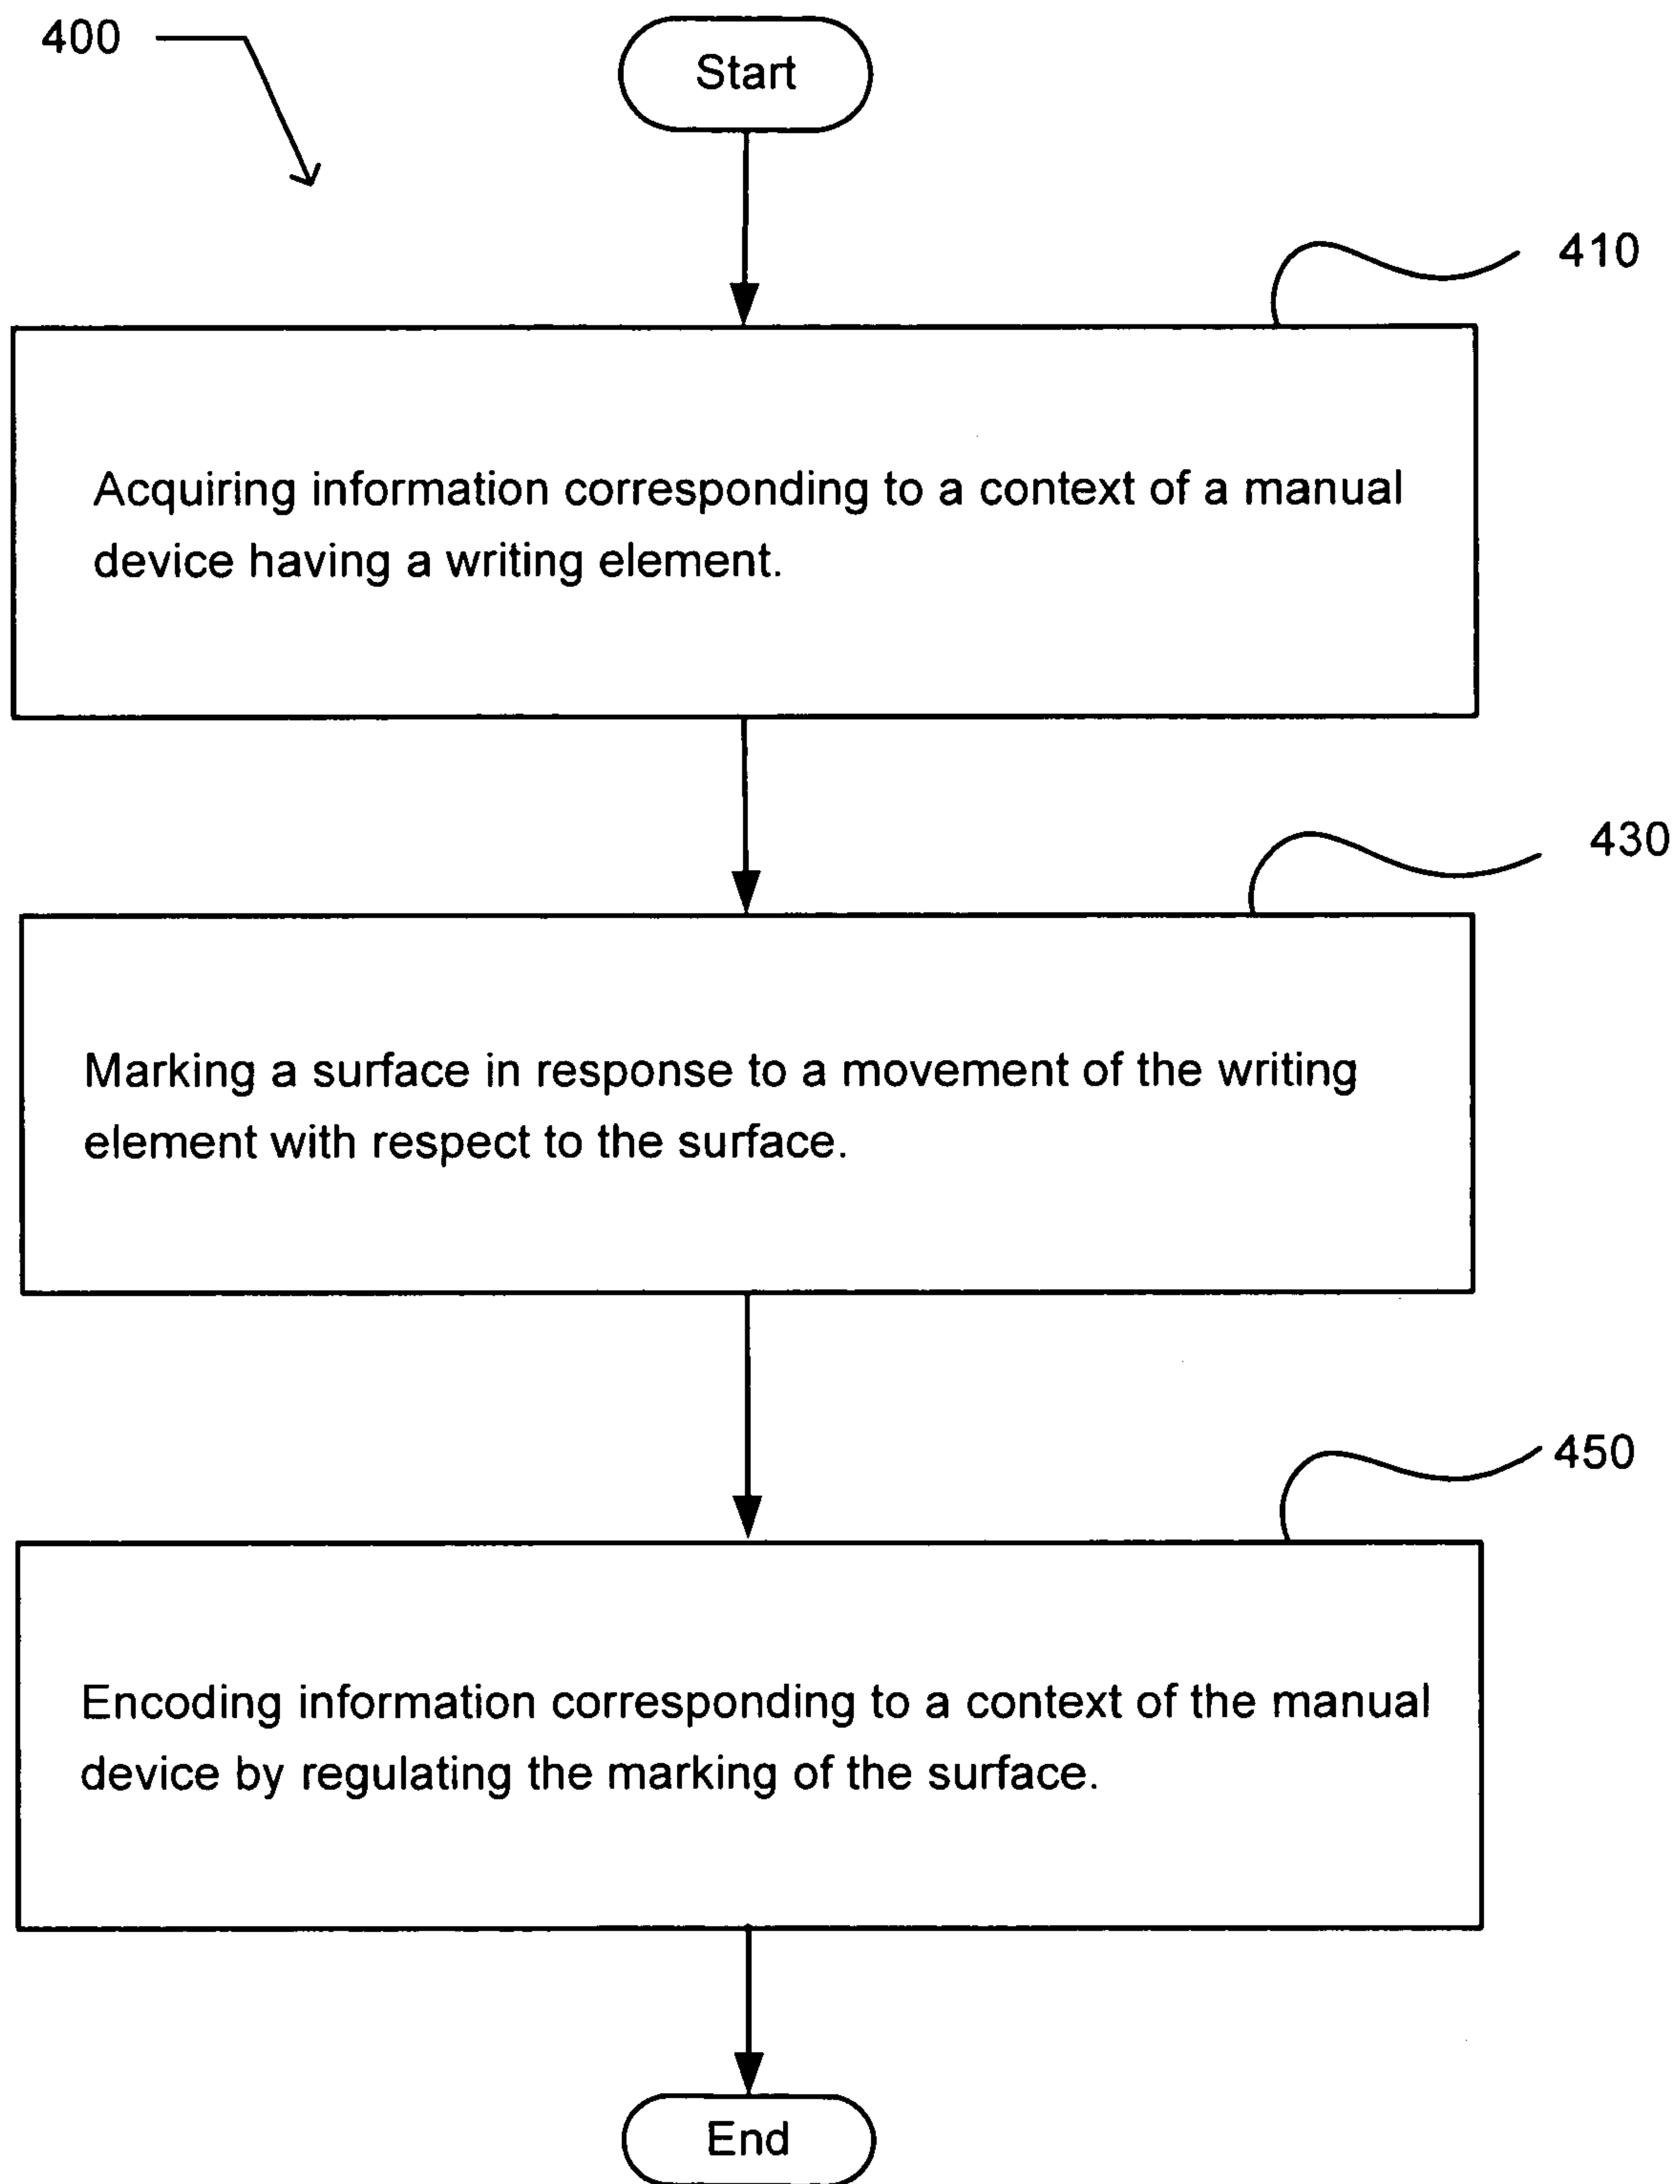 400
Start
410
Acquiring information corresponding to a context of a manual
device having a writing element.
430
Marking a surface in response to a movement of the writing
element with respect to the surface.
450
Encoding information corresponding to a context of the manual
device by regulating the marking of the surface.
End